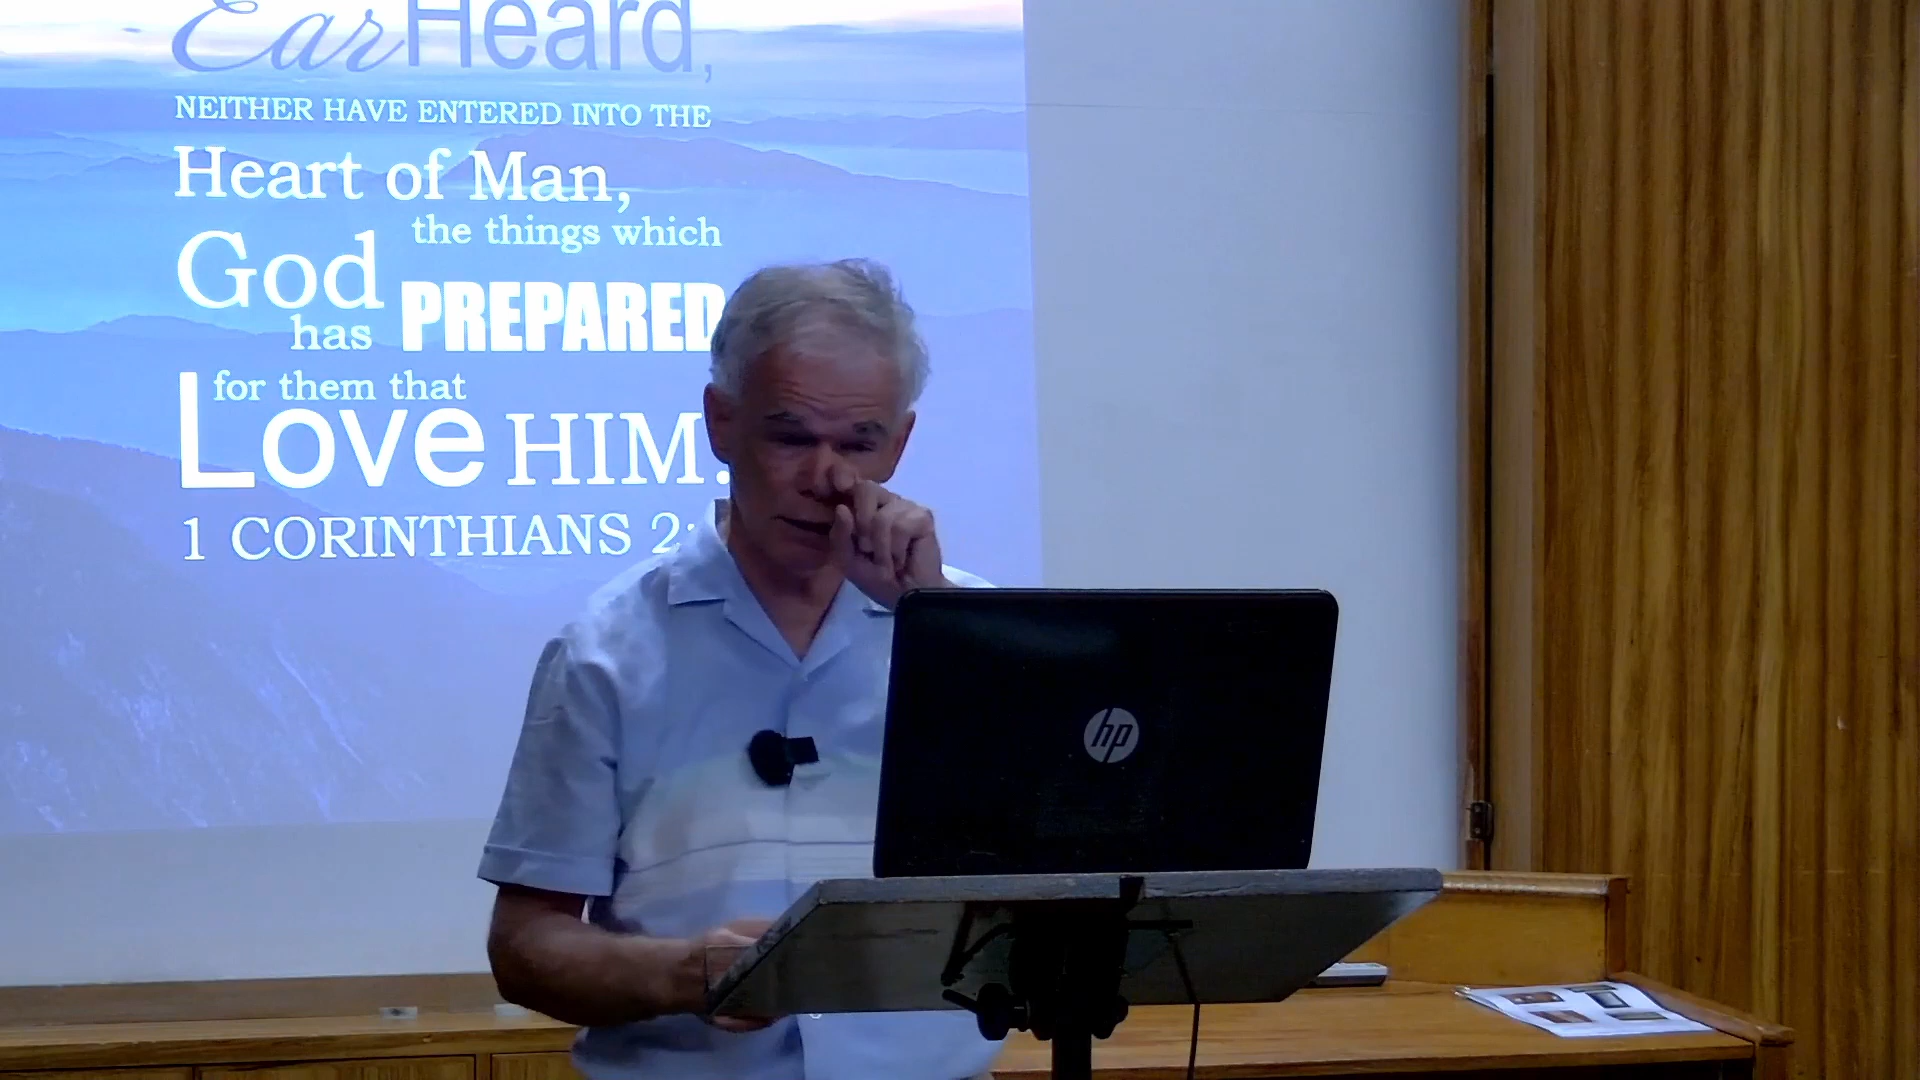 Ear Heard,
NEITHER HAVE ENTERED INTO THE
Heart of Man,
the things which
God
has PREPARED
for them that
Love HIM.
1 CORINTHIANS 2:
hp